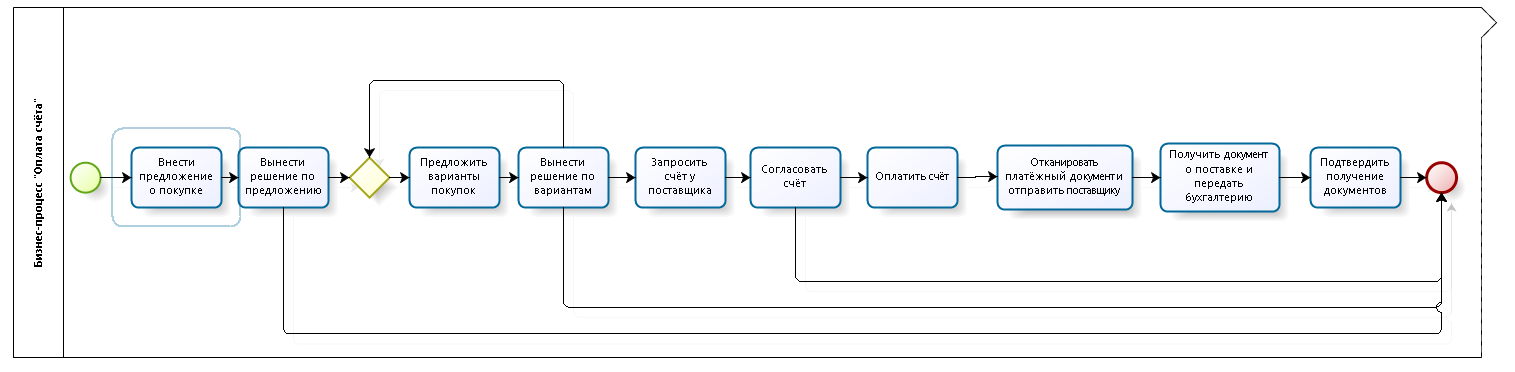 Бизнес-процесс "Оплата счёта"
Внести
предложение
о покупке
Вынести
решение по
предложению
Предложить
варианты
покупок
Вынести
решение по
вариантам
Запросить
счёт у
поставщика
Согласовать
счёт
Оплатить счёт
Отканировать
платёжный документи
отправить поставщику
Получить документ
о поставке и
передать
бухгалтерию
Подтвердить
получение
документов